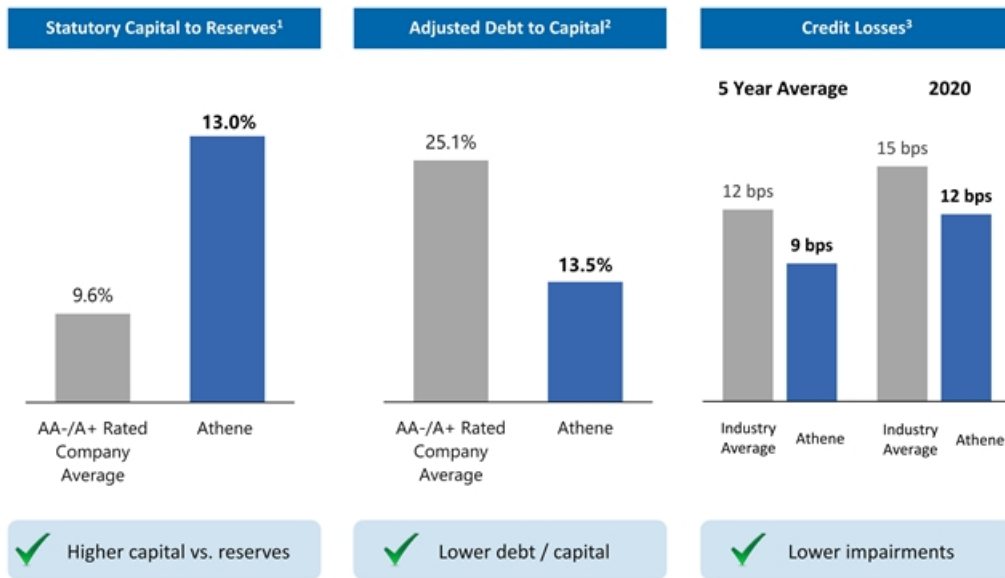 Statutory Capital to Reserves¹
13.0%
9.6%
AA-/A+ Rated
Company
Average
Athene
Higher capital vs. reserves
Adjusted Debt to Capital²
25.1%
13.5%
AA-/A+ Rated
Company
Average
Athene
Lower debt / capital
Credit Losses³
5 Year Average
2020
12 bps
9 bps
15 bps
12 bps
Industry
Average
Athene
Industry
Average
Athene
Lower impairments